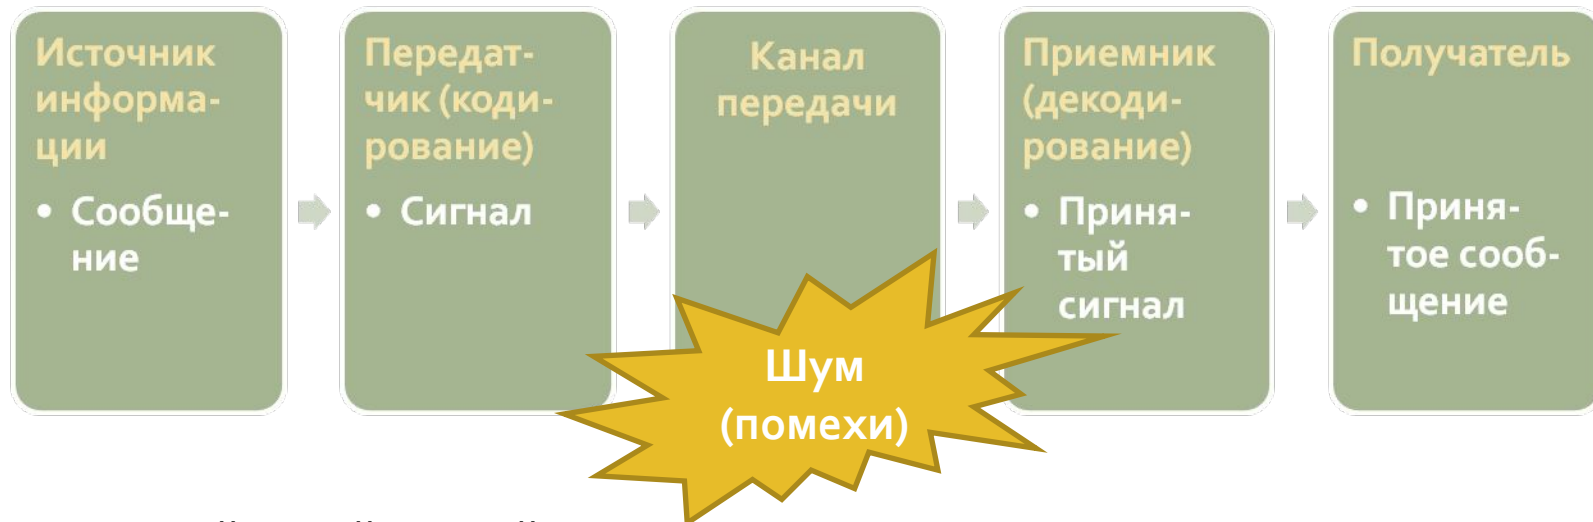 Источник
информа-
ции
• Сообще-
ние
Передат-
чик (коди-
рование)
• Сигнал
Канал
передачи
Приемник
(декоди-
рование)
• Приня-
тый
сигнал
Получатель
• Приня-
тое сооб-
щение
Шум
(помехи)